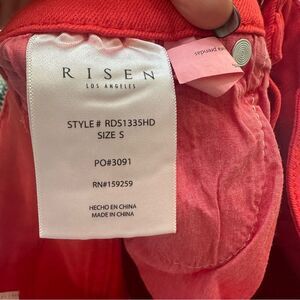 RISEN
LOS ANGELES
STYLE# RDS1335HD
SIZE S
PO#3091
RN#159259
HECHO EN CHINA
MADE IN CHINA